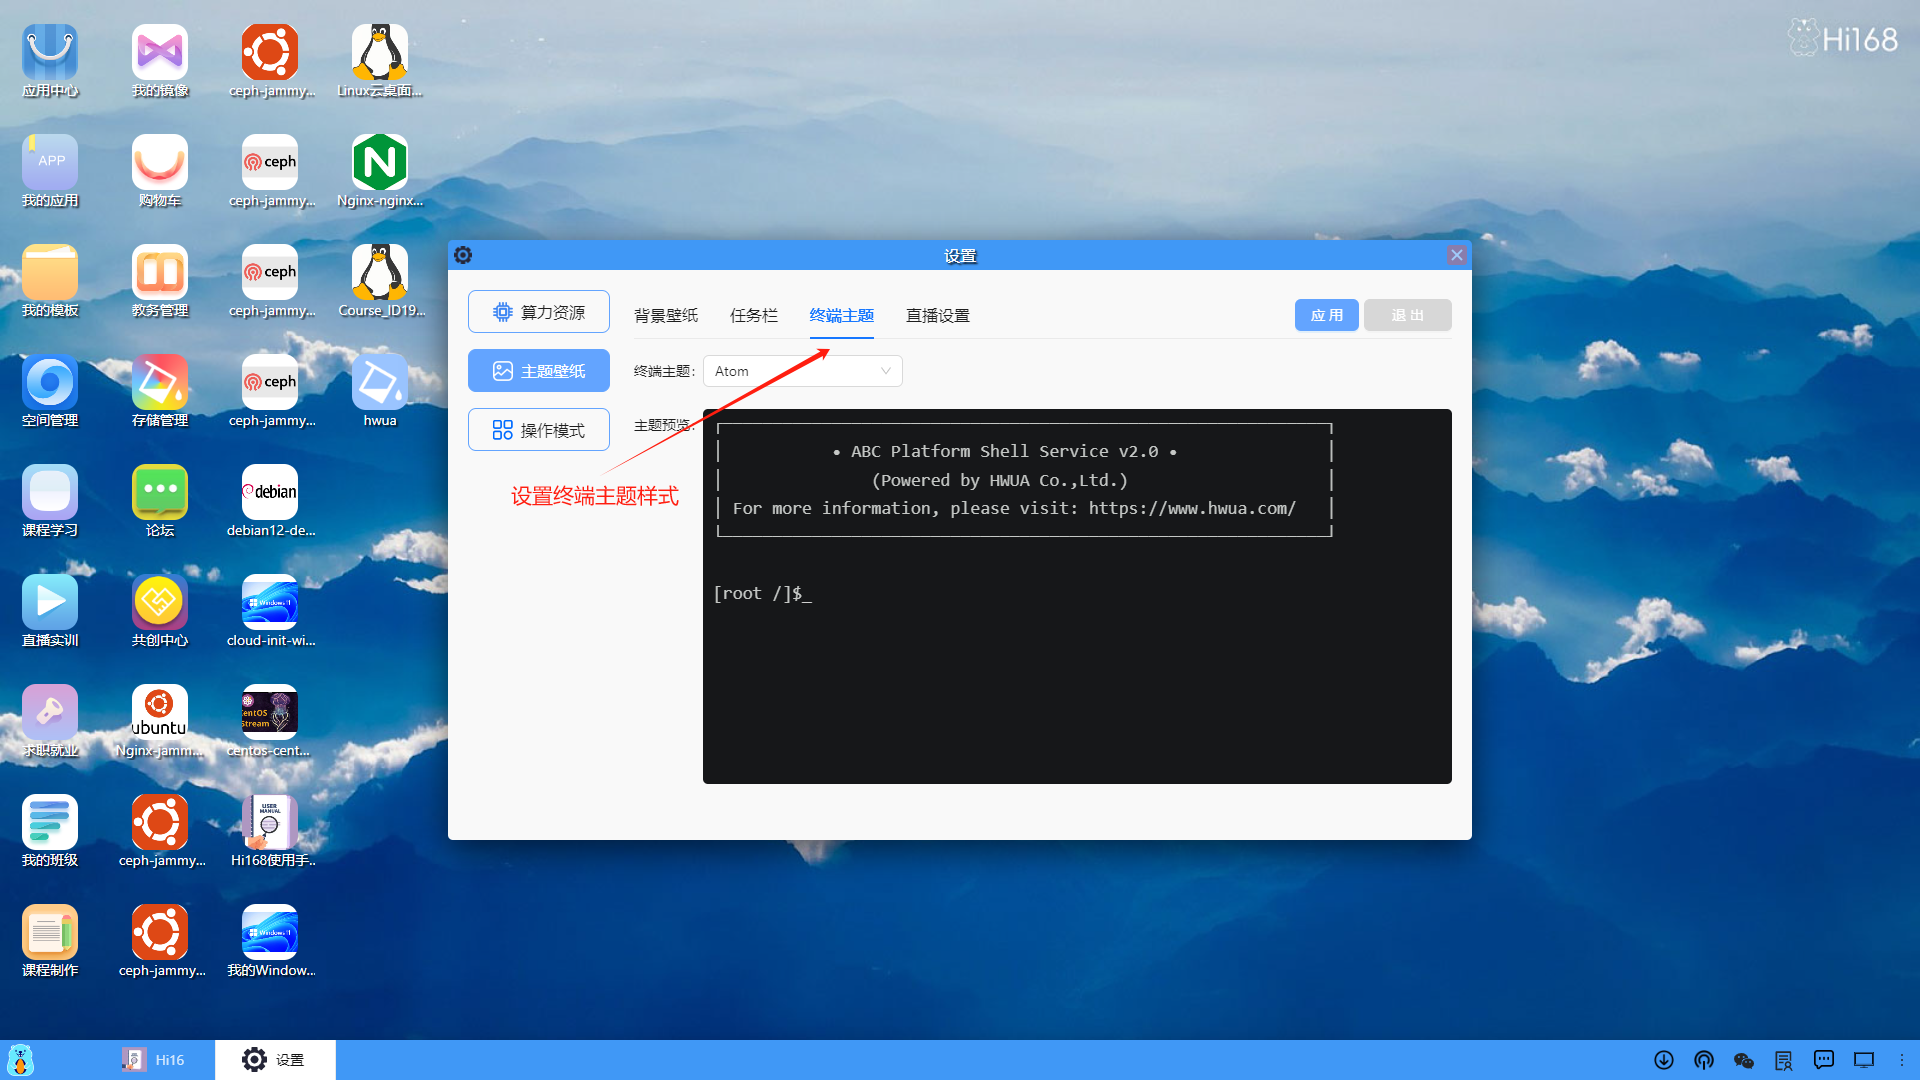 应用中心
我的镜像
ceph-jammy...
Linux云桌面...
Hi168
APP
我的应用
购物车
ceph
ceph-jammy...
N
Nginx-nginx...
我的模板
教务管理
ceph
ceph-jammy...
Course_ID19...
空间管理
存储管理
ceph
ceph-jammy...
hwua
课程学习
论坛
debian
debian12-de...
直播实训
共创中心
Windows 11
cloud-init-wi...
求职就业
ubuntu
Nginx-jamm...
CentOS
Stream
centos-cent...
我的班级
ceph-jammy...
USER
MANUAL
Hi168使用手...
课程制作
ceph-jammy...
Windows 11
我的Window...
设置
算力资源
主题壁纸
操作模式
背景壁纸
任务栏
终端主题
直播设置
应 用
退 出
终端主题:
Atom
主题预览:
• ABC Platform Shell Service v2.0 •
(Powered by HWUA Co.,Ltd.)
For more information, please visit: https://www.hwua.com/
[root /]$_
设置终端主题样式
Hi16
设置